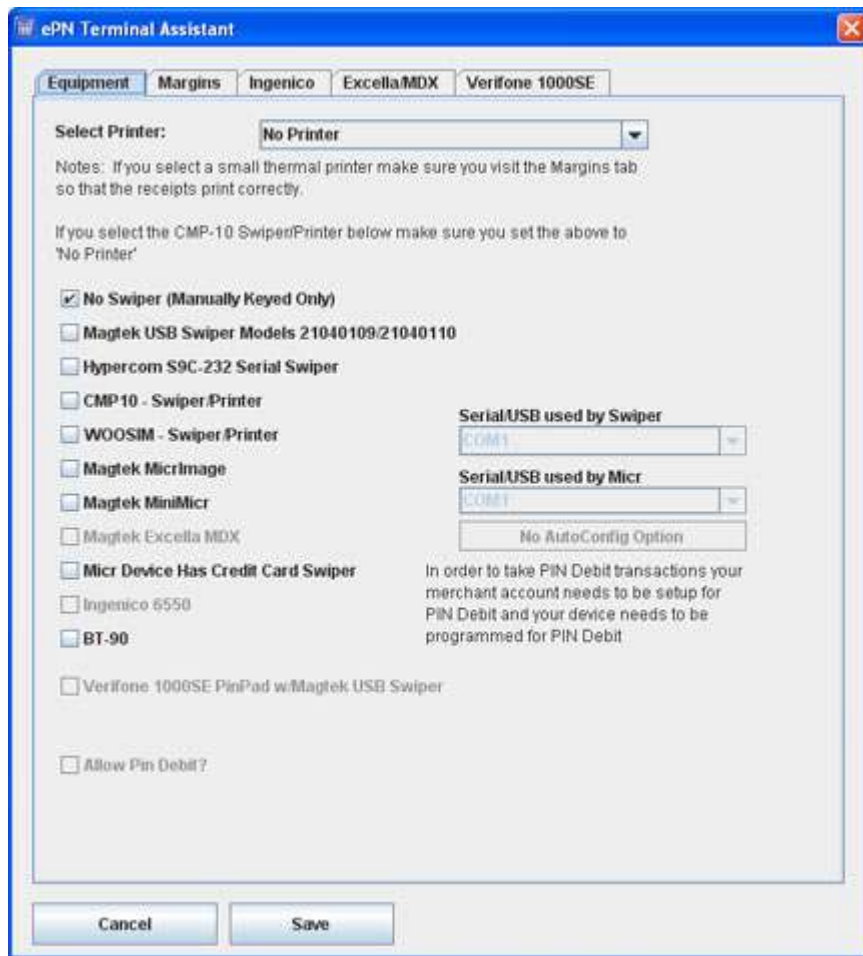 ePN Terminal Assistant
Equipment Margins Ingenico Excella/MDX Verifone 1000SE
Select Printer: No Printer
Notes: If you select a small thermal printer make sure you visit the Margins tab
so that the receipts print correctly.
If you select the CMP-10 Swiper/Printer below make sure you set the above to
'No Printer'
No Swiper (Manually Keyed Only)
Magtek USB Swiper Models 21040109/21040110
Hypercom S9C-232 Serial Swiper
CMP10 - Swiper/Printer
Serial/USB used by Swiper
WOOSIM - Swiper/Printer
COM1
Magtek MicrImage
Serial/USB used by Micr
Magtek MiniMicr
COM1
Magtek Excella MDX
No AutoConfig Option
Micr Device Has Credit Card Swiper
In order to take PIN Debit transactions your
merchant account needs to be setup for
PIN Debit and your device needs to be
programmed for PIN Debit
Ingenico 6550
BT-90
Verifone 1000SE PinPad w/Magtek USB Swiper
Allow Pin Debit?
Cancel Save